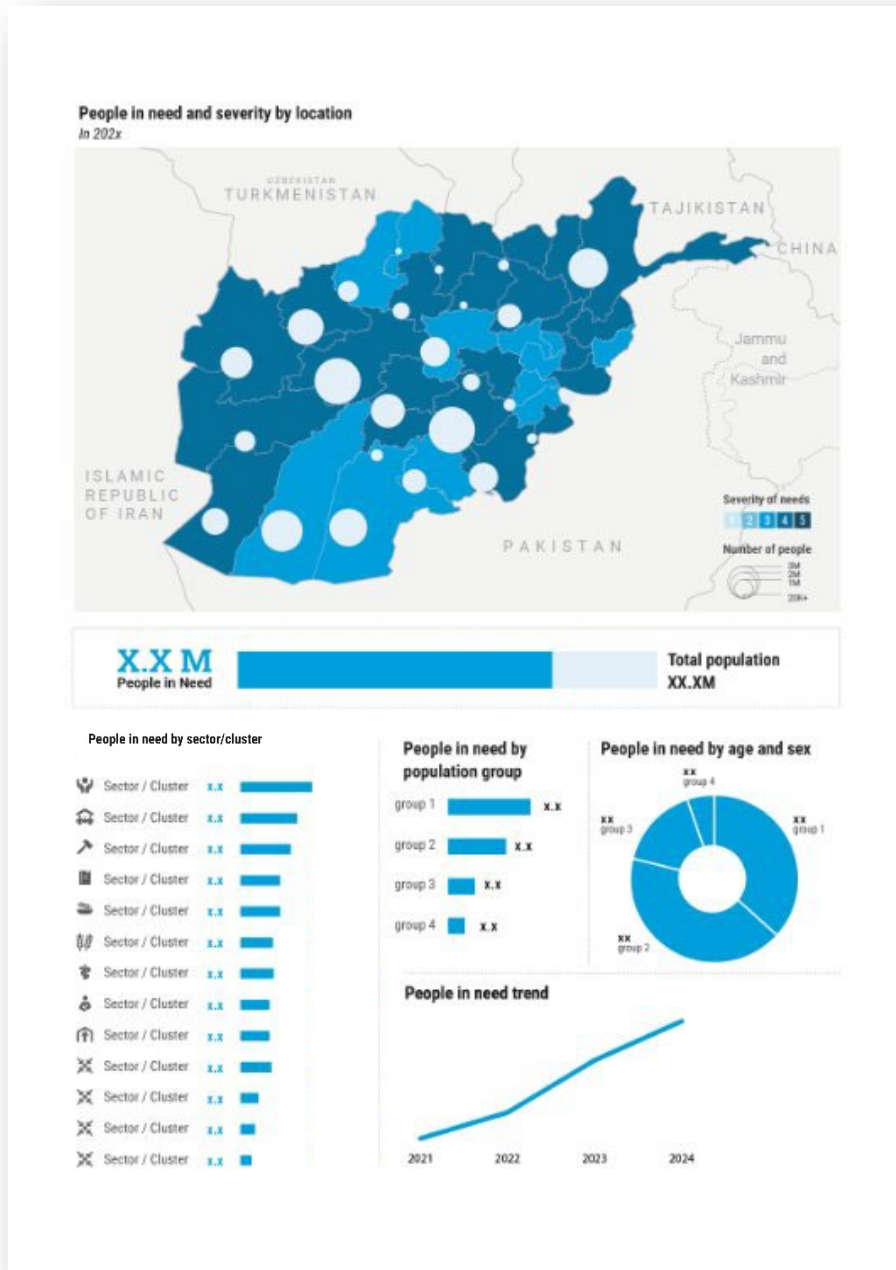 People in need and severity by location
In 202x
UZBEKISTAN
TURKMENISTAN
TAJIKISTAN
CHINA
Jammu
and
Kashmir
ISLAMIC
REPUBLIC
OF IRAN
PAKISTAN
Severity of needs
1 2 3 4 5
Number of people
3M
2M
1M
20K+
X.X M
People in Need
Total population
XX.XM
People in need by sector/cluster
Sector / Cluster x.x
Sector / Cluster x.x
Sector / Cluster x.x
Sector / Cluster x.x
Sector / Cluster x.x
Sector / Cluster x.x
Sector / Cluster x.x
Sector / Cluster x.x
Sector / Cluster x.x
Sector / Cluster x.x
Sector / Cluster x.x
Sector / Cluster x.x
Sector / Cluster x.x
People in need by
population group
group 1 x.x
group 2 x.x
group 3 x.x
group 4 x.x
People in need by age and sex
xx
group 4
xx
group 3
xx
group 1
xx
group 2
People in need trend
2021 2022 2023 2024